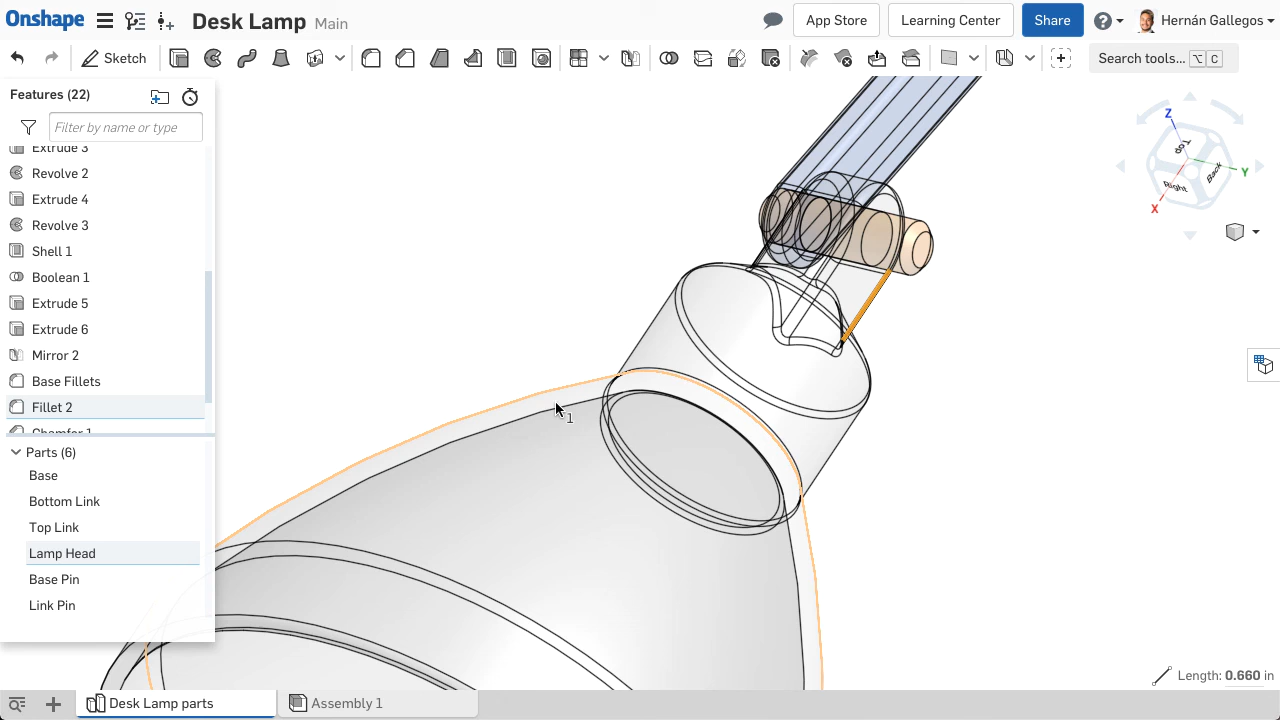 Onshape Desk Lamp Main App Store Learning Center Share Hernán Gallegos
Sketch Search tools... ⌥ C
Features (22)
Filter by name or type
Extrude 3
Revolve 2
Extrude 4
Revolve 3
Shell 1
Boolean 1
Extrude 5
Extrude 6
Mirror 2
Base Fillets
Fillet 2
Chamfer 1
Parts (6)
Base
Bottom Link
Top Link
Lamp Head
Base Pin
Link Pin
Z
Top
Y
Back
Right
X
1
Length: 0.660 in
Desk Lamp parts Assembly 1